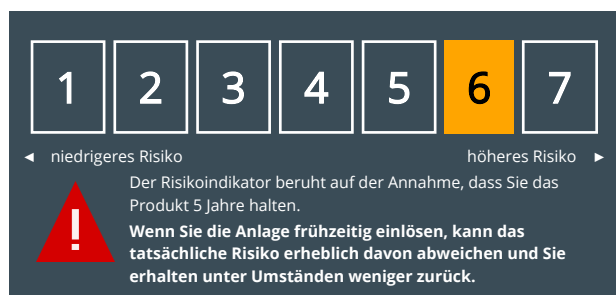 1 2 3 4 5 6 7
◄ niedrigeres Risiko höheres Risiko ►
Der Risikoindikator beruht auf der Annahme, dass Sie das
Produkt 5 Jahre halten.
Wenn Sie die Anlage frühzeitig einlösen, kann das
tatsächliche Risiko erheblich davon abweichen und Sie
erhalten unter Umständen weniger zurück.
!